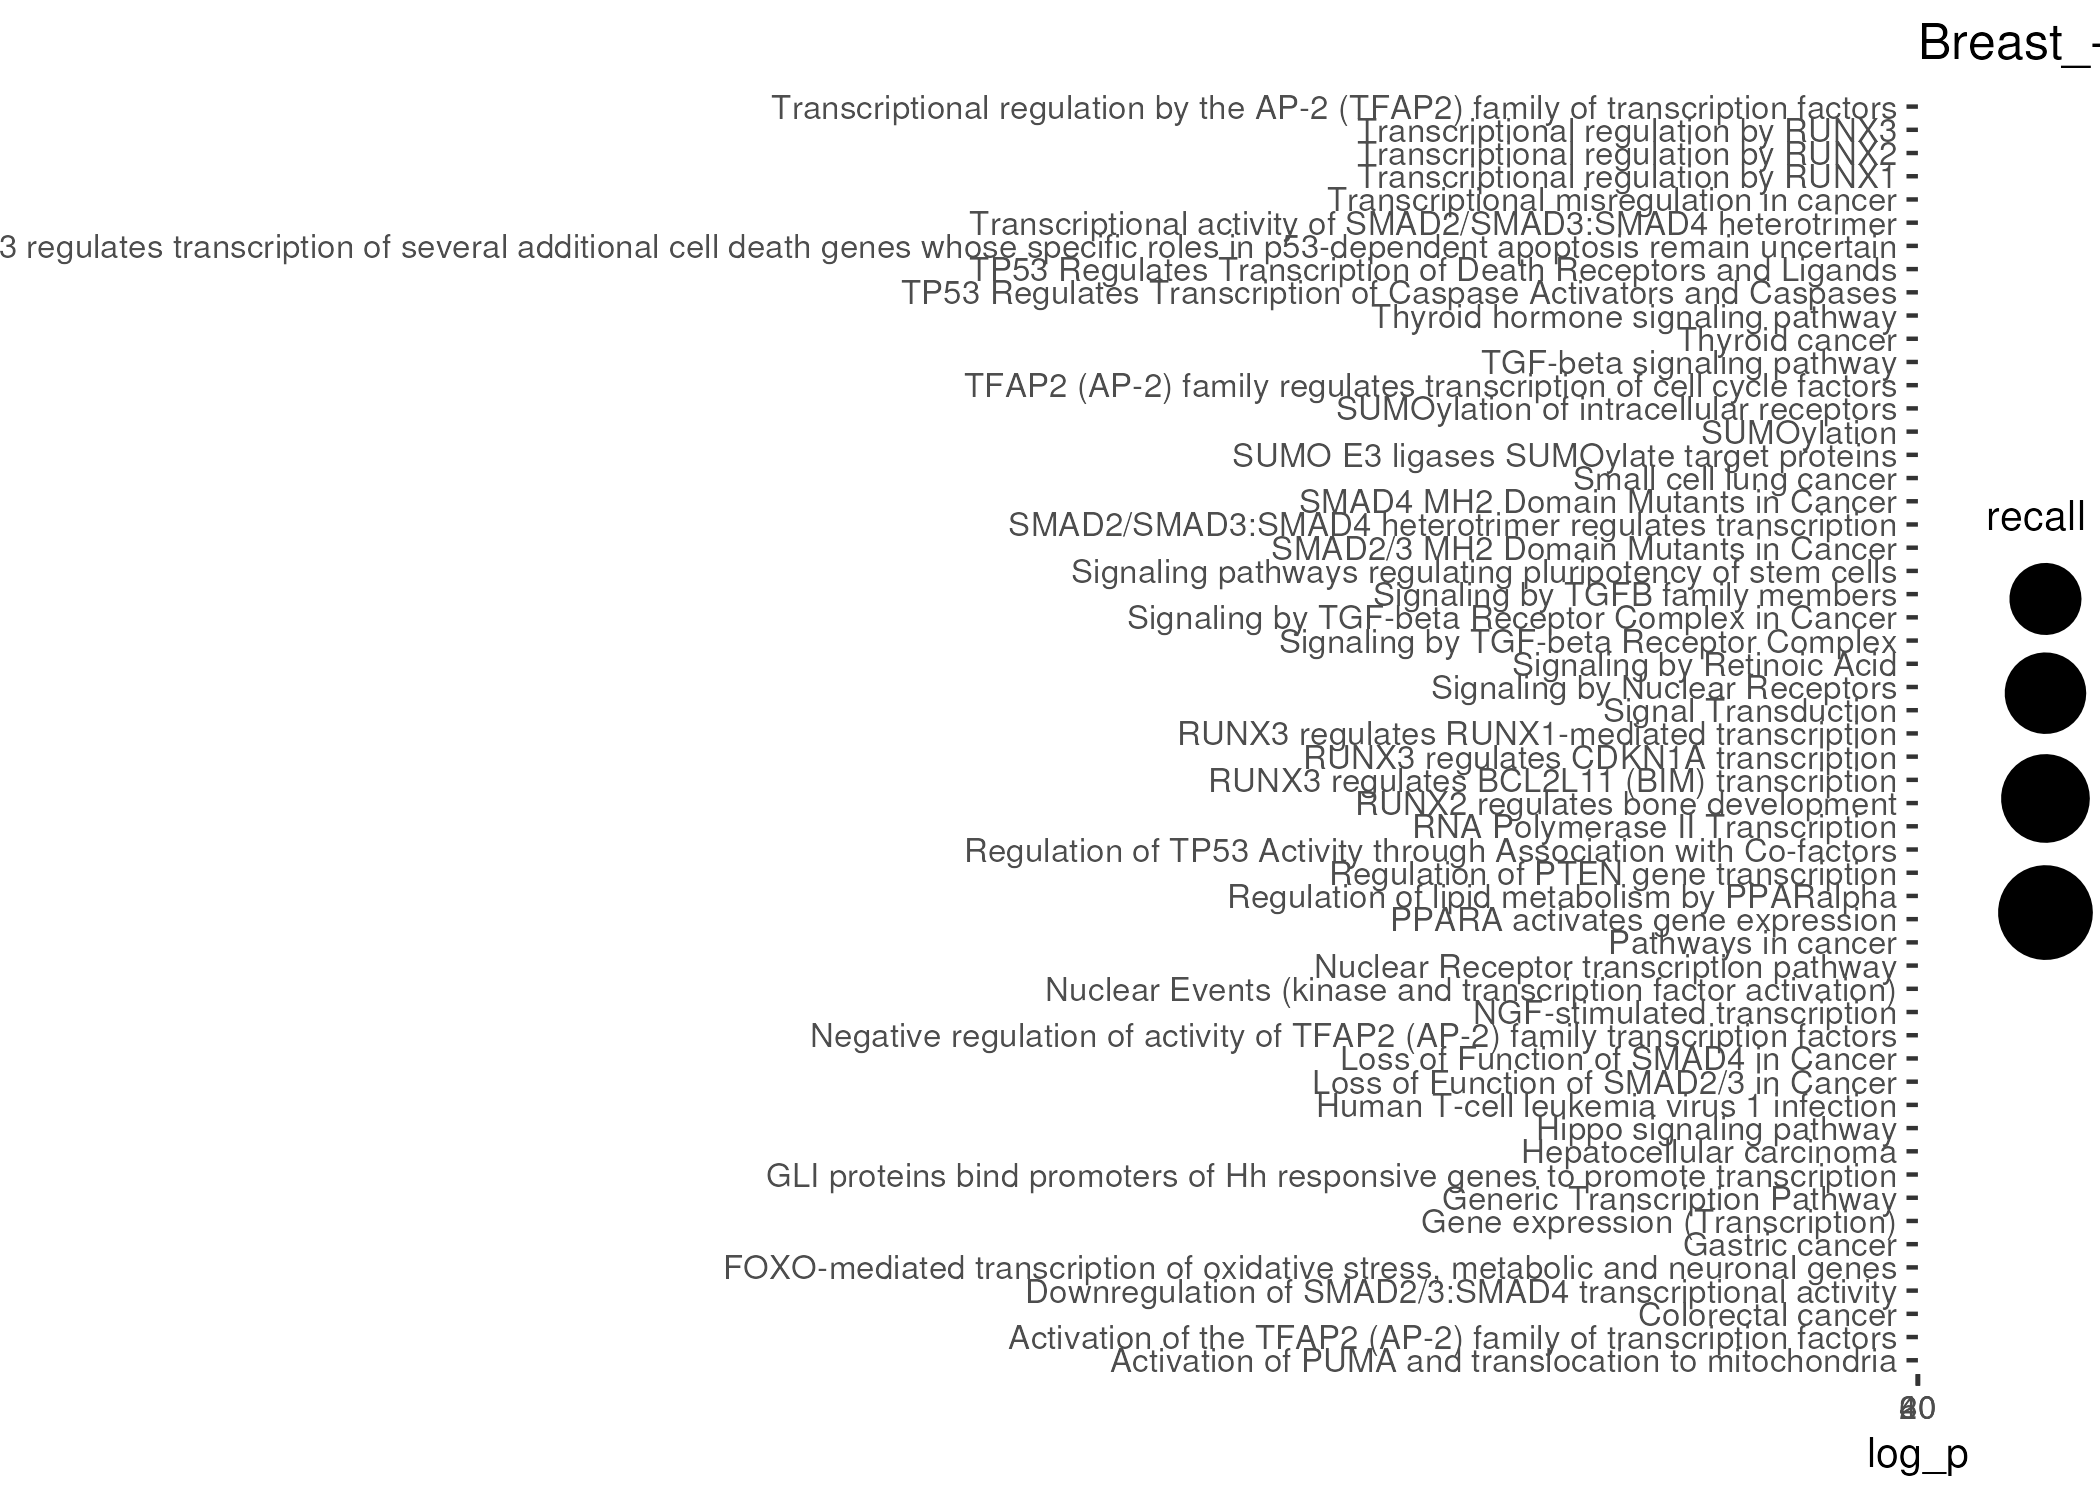 Breast_-
Transcriptional regulation by the AP-2 (TFAP2) family of transcription factors
Transcriptional regulation by RUNX3
Transcriptional regulation by RUNX2
Transcriptional regulation by RUNX1
Transcriptional misregulation in cancer
Transcriptional activity of SMAD2/SMAD3:SMAD4 heterotrimer
3 regulates transcription of several additional cell death genes whose specific roles in p53-dependent apoptosis remain uncertain
TP53 Regulates Transcription of Death Receptors and Ligands
TP53 Regulates Transcription of Caspase Activators and Caspases
Thyroid hormone signaling pathway
Thyroid cancer
TGF-beta signaling pathway
TFAP2 (AP-2) family regulates transcription of cell cycle factors
SUMOylation of intracellular receptors
SUMOylation
SUMO E3 ligases SUMOylate target proteins
Small cell lung cancer
SMAD4 MH2 Domain Mutants in Cancer
SMAD2/SMAD3:SMAD4 heterotrimer regulates transcription
SMAD2/3 MH2 Domain Mutants in Cancer
Signaling pathways regulating pluripotency of stem cells
Signaling by TGFB family members
Signaling by TGF-beta Receptor Complex in Cancer
Signaling by TGF-beta Receptor Complex
Signaling by Retinoic Acid
Signaling by Nuclear Receptors
Signal Transduction
RUNX3 regulates RUNX1-mediated transcription
RUNX3 regulates CDKN1A transcription
RUNX3 regulates BCL2L11 (BIM) transcription
RUNX2 regulates bone development
RNA Polymerase II Transcription
Regulation of TP53 Activity through Association with Co-factors
Regulation of PTEN gene transcription
Regulation of lipid metabolism by PPARalpha
PPARA activates gene expression
Pathways in cancer
Nuclear Receptor transcription pathway
Nuclear Events (kinase and transcription factor activation)
NGF-stimulated transcription
Negative regulation of activity of TFAP2 (AP-2) family transcription factors
Loss of Function of SMAD4 in Cancer
Loss of Function of SMAD2/3 in Cancer
Human T-cell leukemia virus 1 infection
Hippo signaling pathway
Hepatocellular carcinoma
GLI proteins bind promoters of Hh responsive genes to promote transcription
Generic Transcription Pathway
Gene expression (Transcription)
Gastric cancer
FOXO-mediated transcription of oxidative stress, metabolic and neuronal genes
Downregulation of SMAD2/3:SMAD4 transcriptional activity
Colorectal cancer
Activation of the TFAP2 (AP-2) family of transcription factors
Activation of PUMA and translocation to mitochondria
log_p
recall